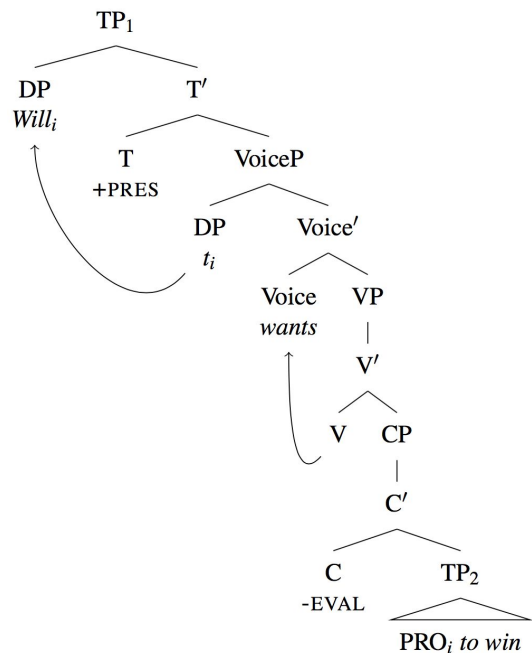 TP₁
DP T′
Willᵢ
T VoiceP
+PRES
DP Voice′
tᵢ
Voice VP
wants
V′
V CP
C′
C TP₂
-EVAL
PROᵢ to win